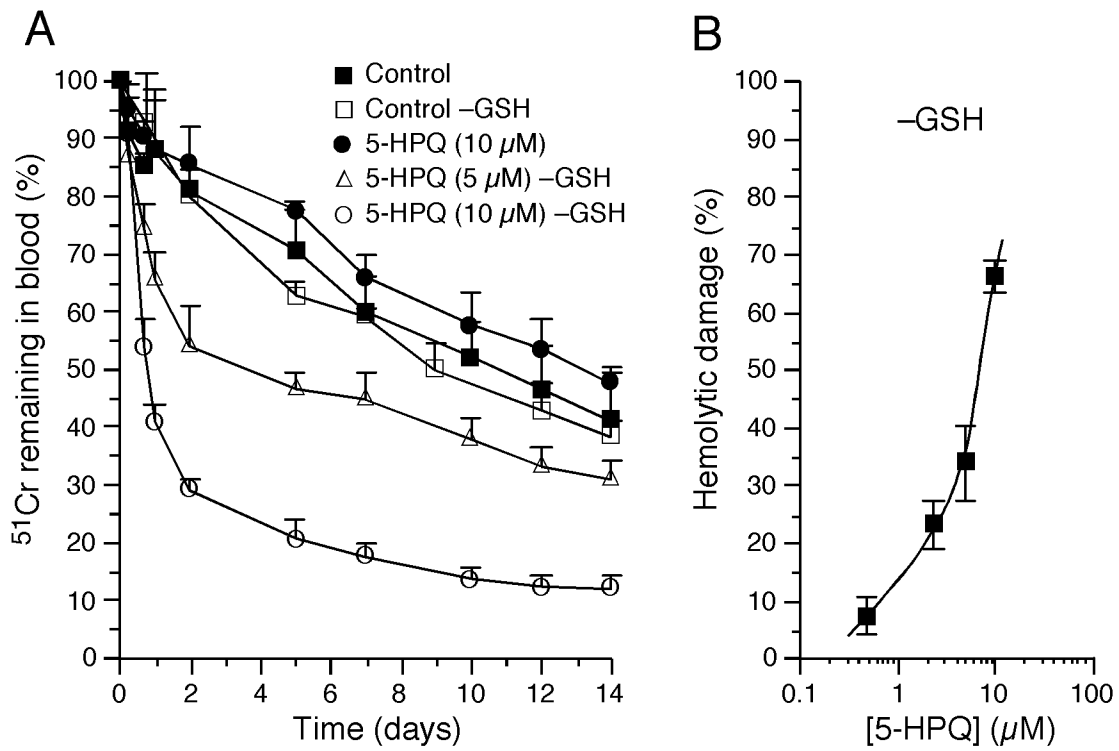 A
⁵¹Cr remaining in blood (%)
100
90
80
70
60
50
40
30
20
10
0
Control
Control –GSH
5-HPQ (10 µM)
5-HPQ (5 µM) –GSH
5-HPQ (10 µM) –GSH
0 2 4 6 8 10 12 14
Time (days)
B
Hemolytic damage (%)
100
90
80
70
60
50
40
30
20
10
0
–GSH
0.1 1 10 100
[5-HPQ] (µM)